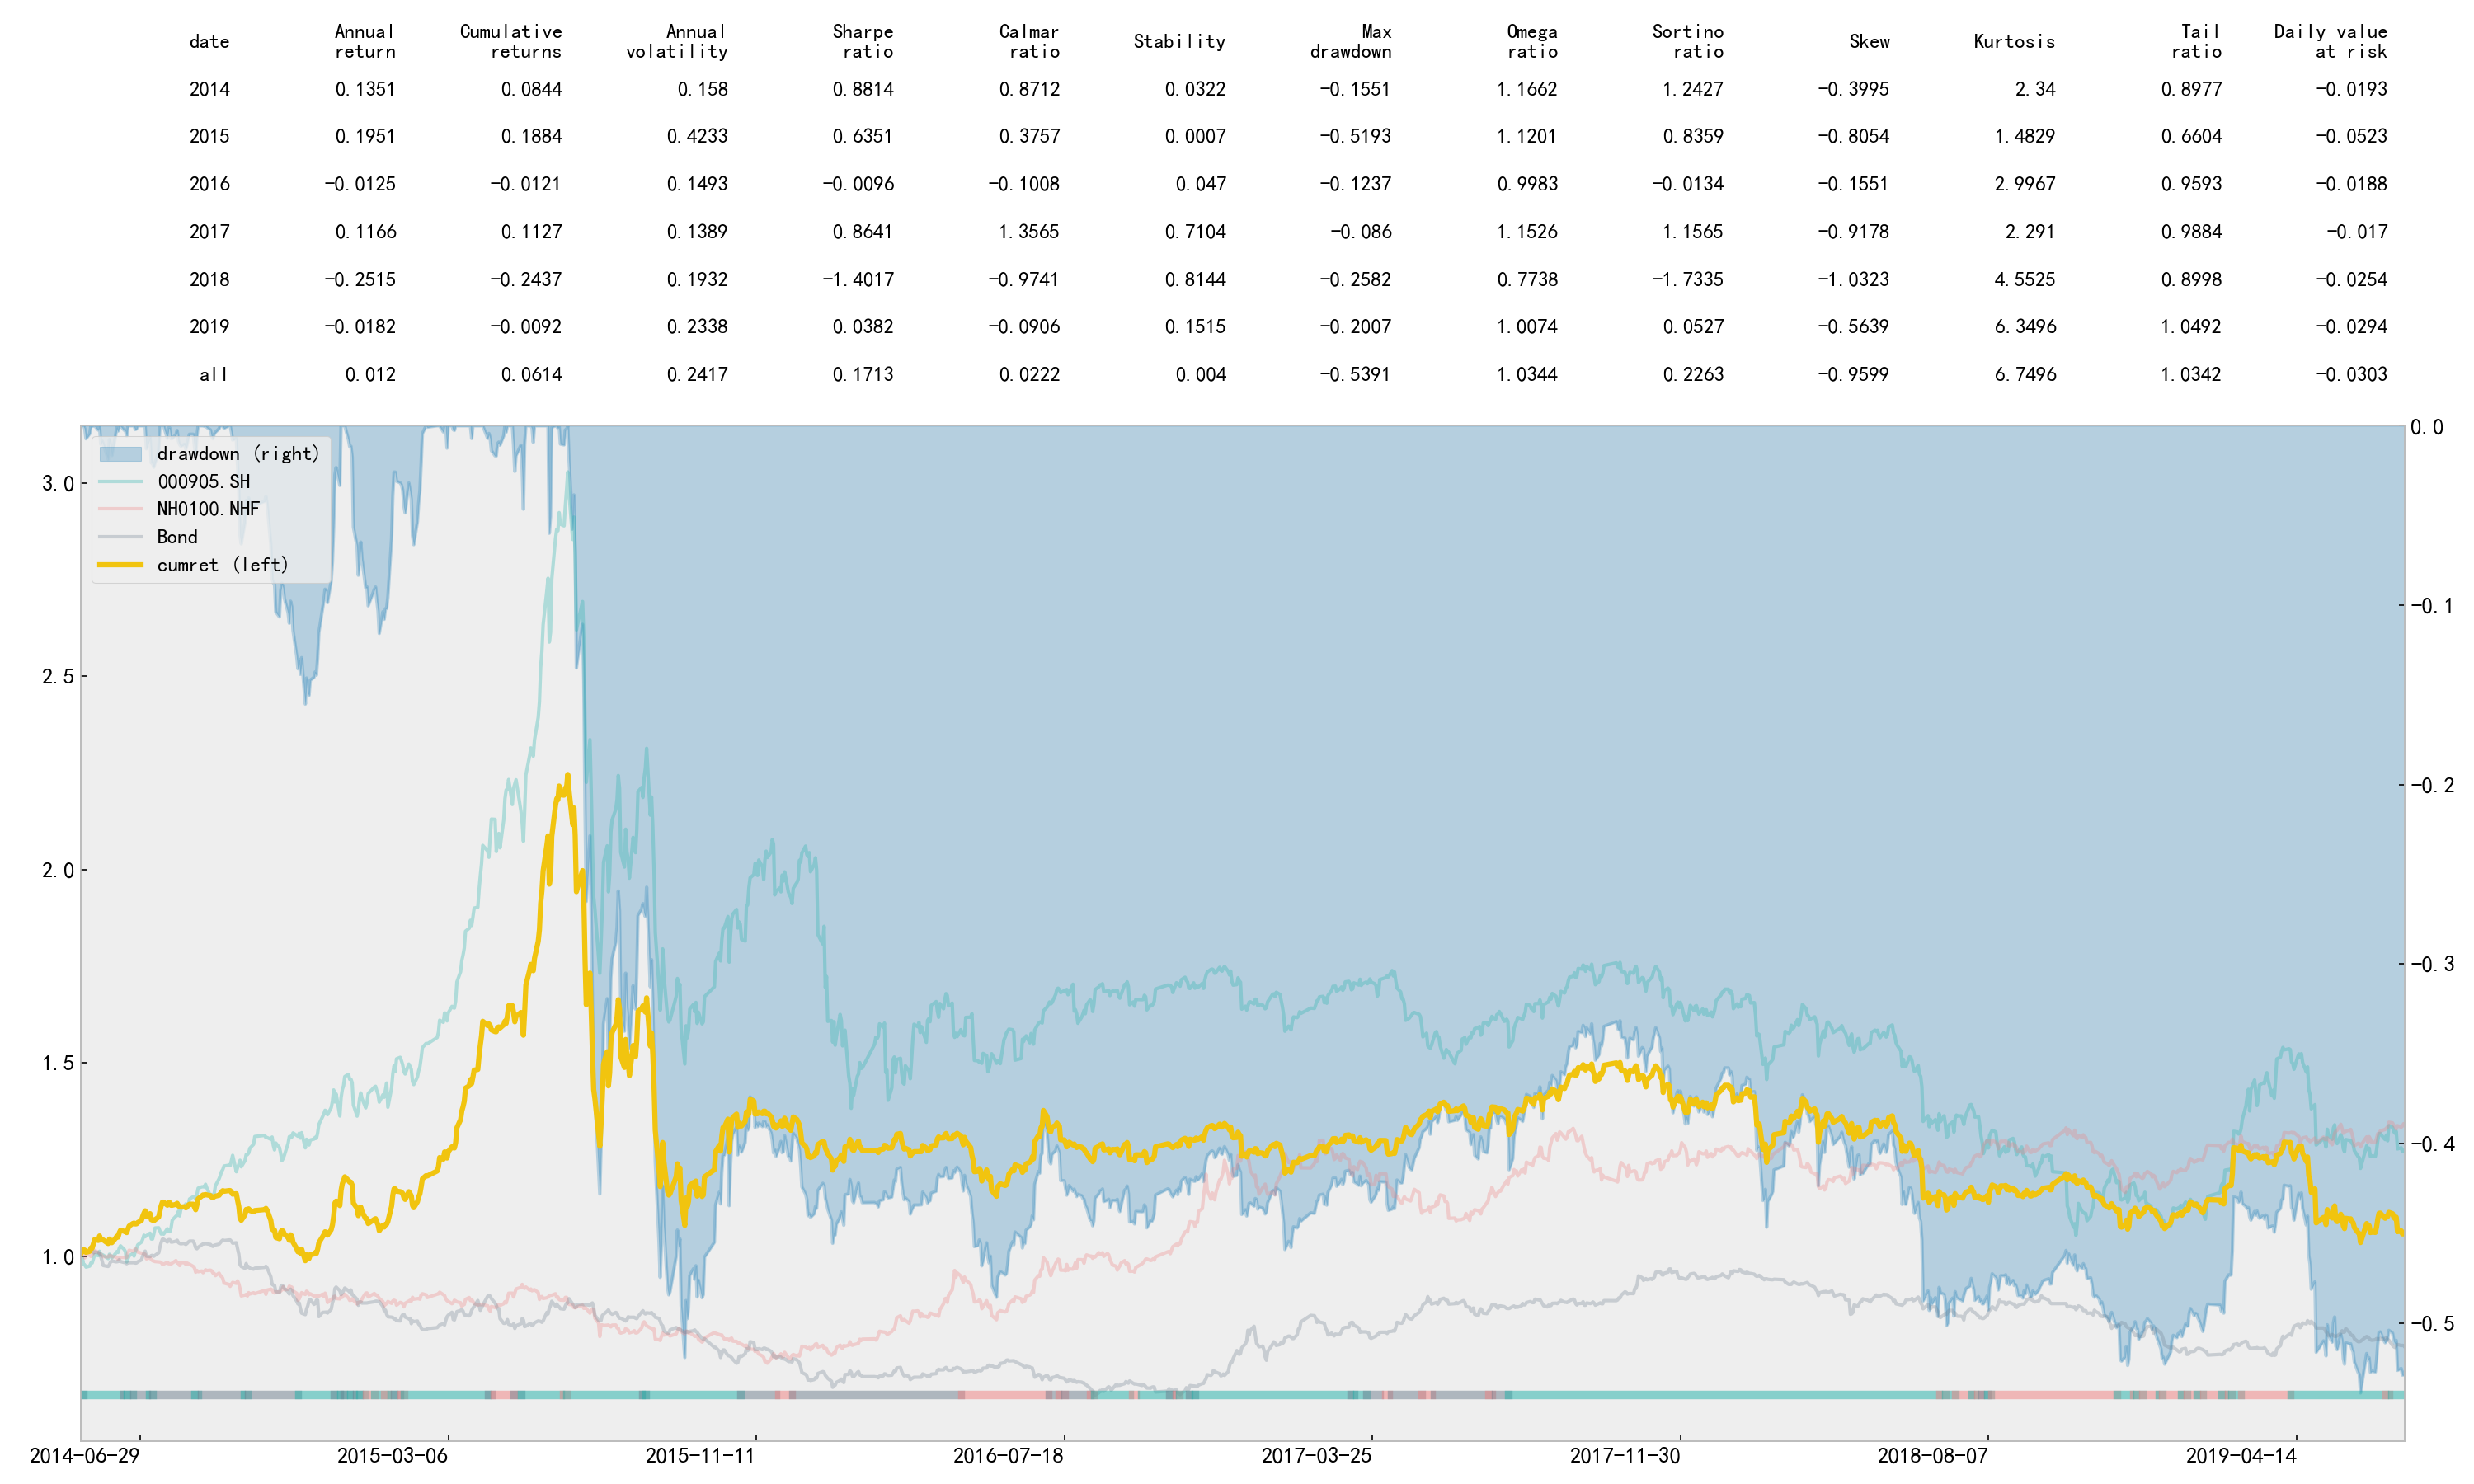 date Annual return Cumulative returns Annual volatility Sharpe ratio Calmar ratio Stability Max drawdown Omega ratio Sortino ratio Skew Kurtosis Tail ratio Daily value at risk
2014 0.1351 0.0844 0.158 0.8814 0.8712 0.0322 -0.1551 1.1662 1.2427 -0.3995 2.34 0.8977 -0.0193
2015 0.1951 0.1884 0.4233 0.6351 0.3757 0.0007 -0.5193 1.1201 0.8359 -0.8054 1.4829 0.6604 -0.0523
2016 -0.0125 -0.0121 0.1493 -0.0096 -0.1008 0.047 -0.1237 0.9983 -0.0134 -0.1551 2.9967 0.9593 -0.0188
2017 0.1166 0.1127 0.1389 0.8641 1.3565 0.7104 -0.086 1.1526 1.1565 -0.9178 2.291 0.9884 -0.017
2018 -0.2515 -0.2437 0.1932 -1.4017 -0.9741 0.8144 -0.2582 0.7738 -1.7335 -1.0323 4.5525 0.8998 -0.0254
2019 -0.0182 -0.0092 0.2338 0.0382 -0.0906 0.1515 -0.2007 1.0074 0.0527 -0.5639 6.3496 1.0492 -0.0294
all 0.012 0.0614 0.2417 0.1713 0.0222 0.004 -0.5391 1.0344 0.2263 -0.9599 6.7496 1.0342 -0.0303
drawdown (right)
000905.SH
NH0100.NHF
Bond
cumret (left)
3.0
2.5
2.0
1.5
1.0
0.0
-0.1
-0.2
-0.3
-0.4
-0.5
2014-06-29 2015-03-06 2015-11-11 2016-07-18 2017-03-25 2017-11-30 2018-08-07 2019-04-14